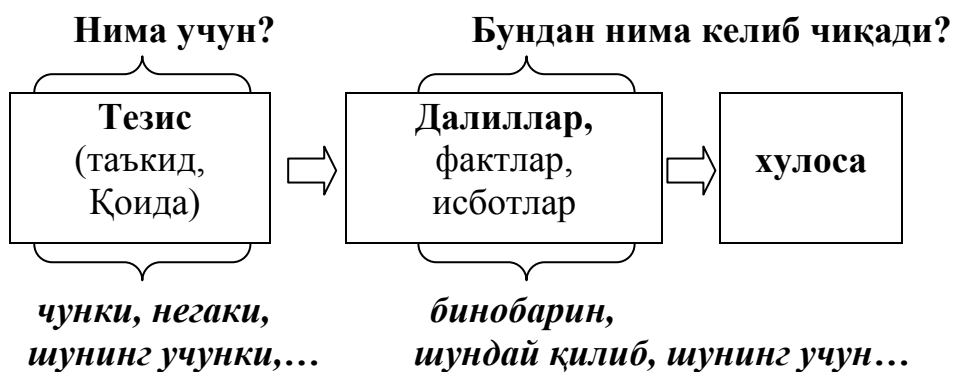 Нима учун?
Бундан нима келиб чиқади?
Тезис
(таъкид,
Қоида)
Далиллар,
фактлар,
исботлар
хулоса
чунки, негаки,
шунинг учунки,…
бинобарин,
шундай қилиб, шунинг учун…